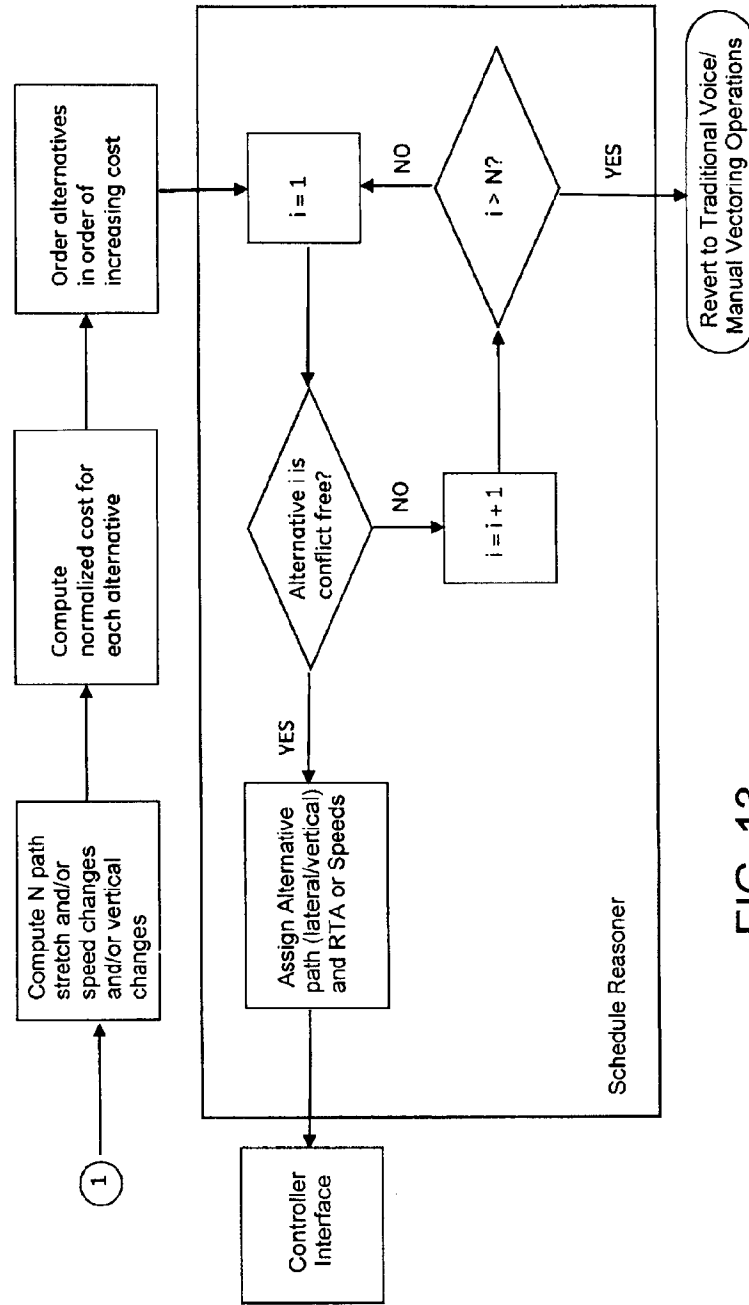 1
Compute N path
stretch and/or
speed changes
and/or vertical
changes
Compute
normalized cost for
each alternative
Order alternatives
in order of
increasing cost
i = 1
Alternative i is
conflict free?
YES
NO
Assign Alternative
path (lateral/vertical)
and RTA or Speeds
Controller
Interface
i = i + 1
i > N?
NO
YES
Schedule Reasoner
Revert to Traditional Voice/
Manual Vectoring Operations
FIG. 13